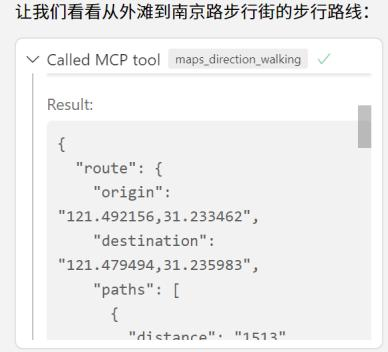 让我们看看从外滩到南京路步行街的步行路线：
Called MCP tool maps_direction_walking
Result:
{
"route": {
"origin":
"121.492156,31.233462",
"destination":
"121.479494,31.235983",
"paths": [
{
"distance": "1513"